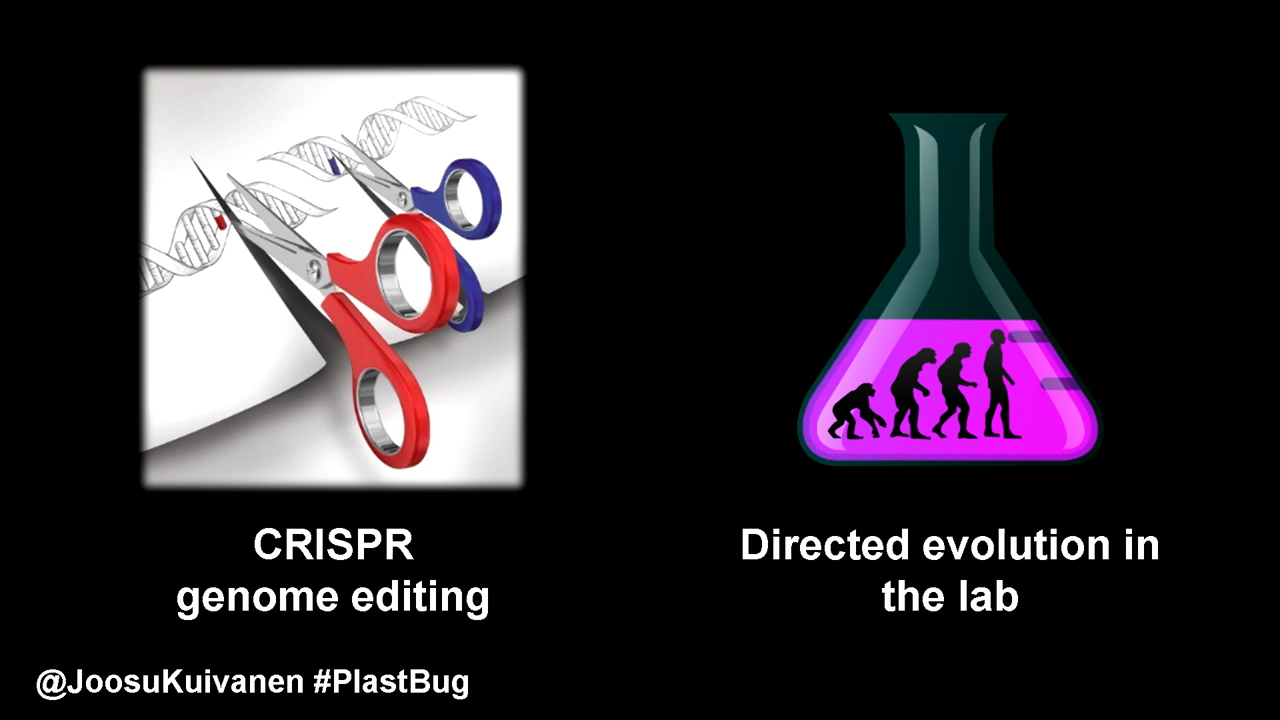 CRISPR
genome editing
Directed evolution in
the lab
@JoosuKuivanen #PlastBug